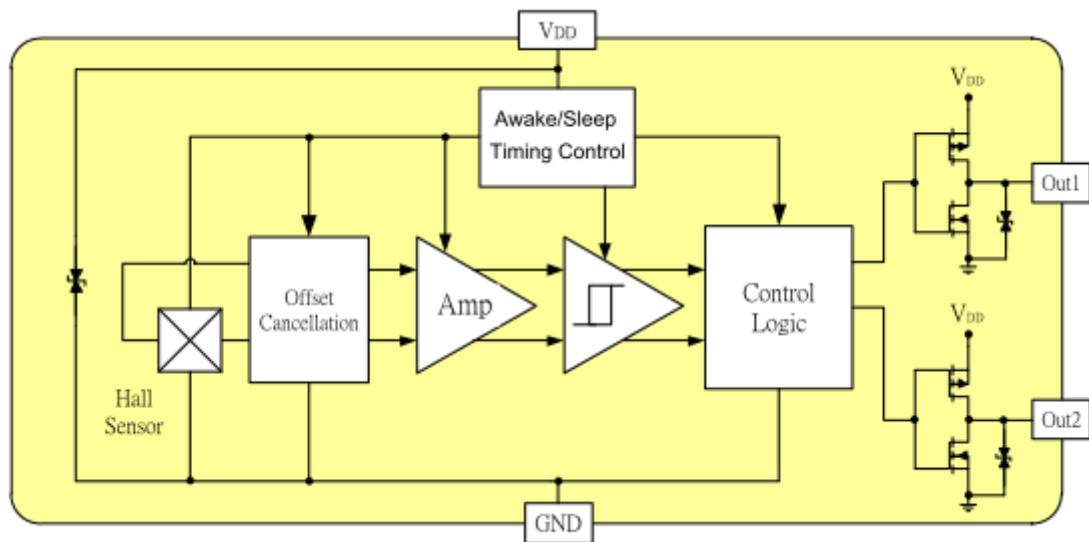 VDD
Awake/Sleep
Timing Control
VDD
Out1
Offset
Cancellation
Amp
Control
Logic
Hall
Sensor
VDD
Out2
GND